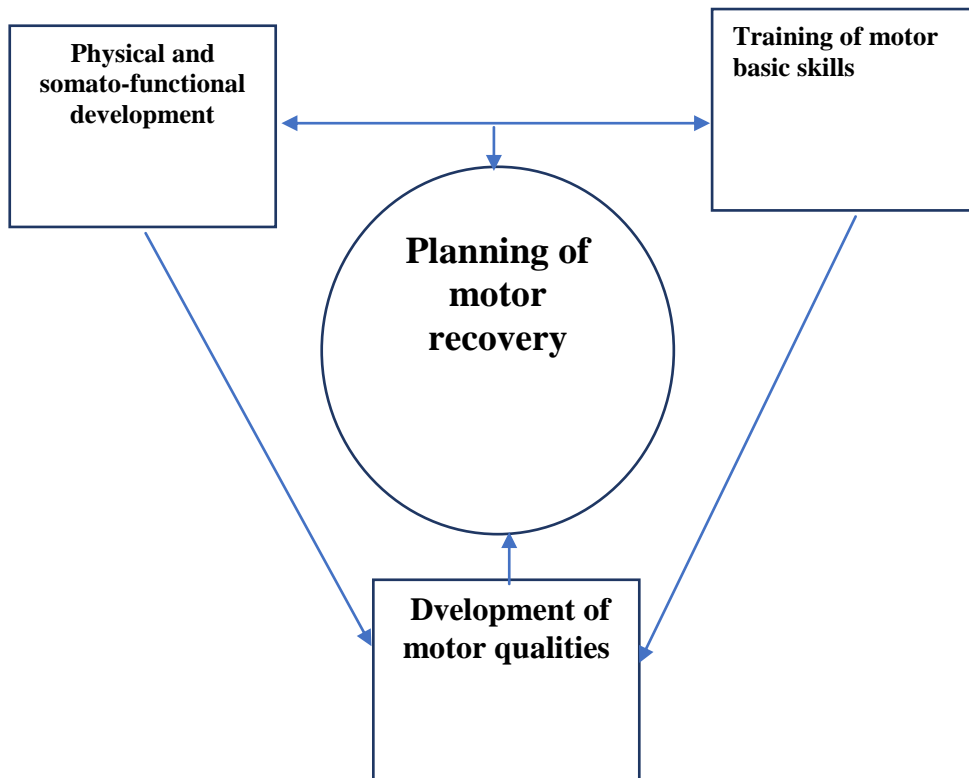 Physical and
somato-functional
development
Training of motor
basic skills
Planning of
motor
recovery
Dvelopment of
motor qualities